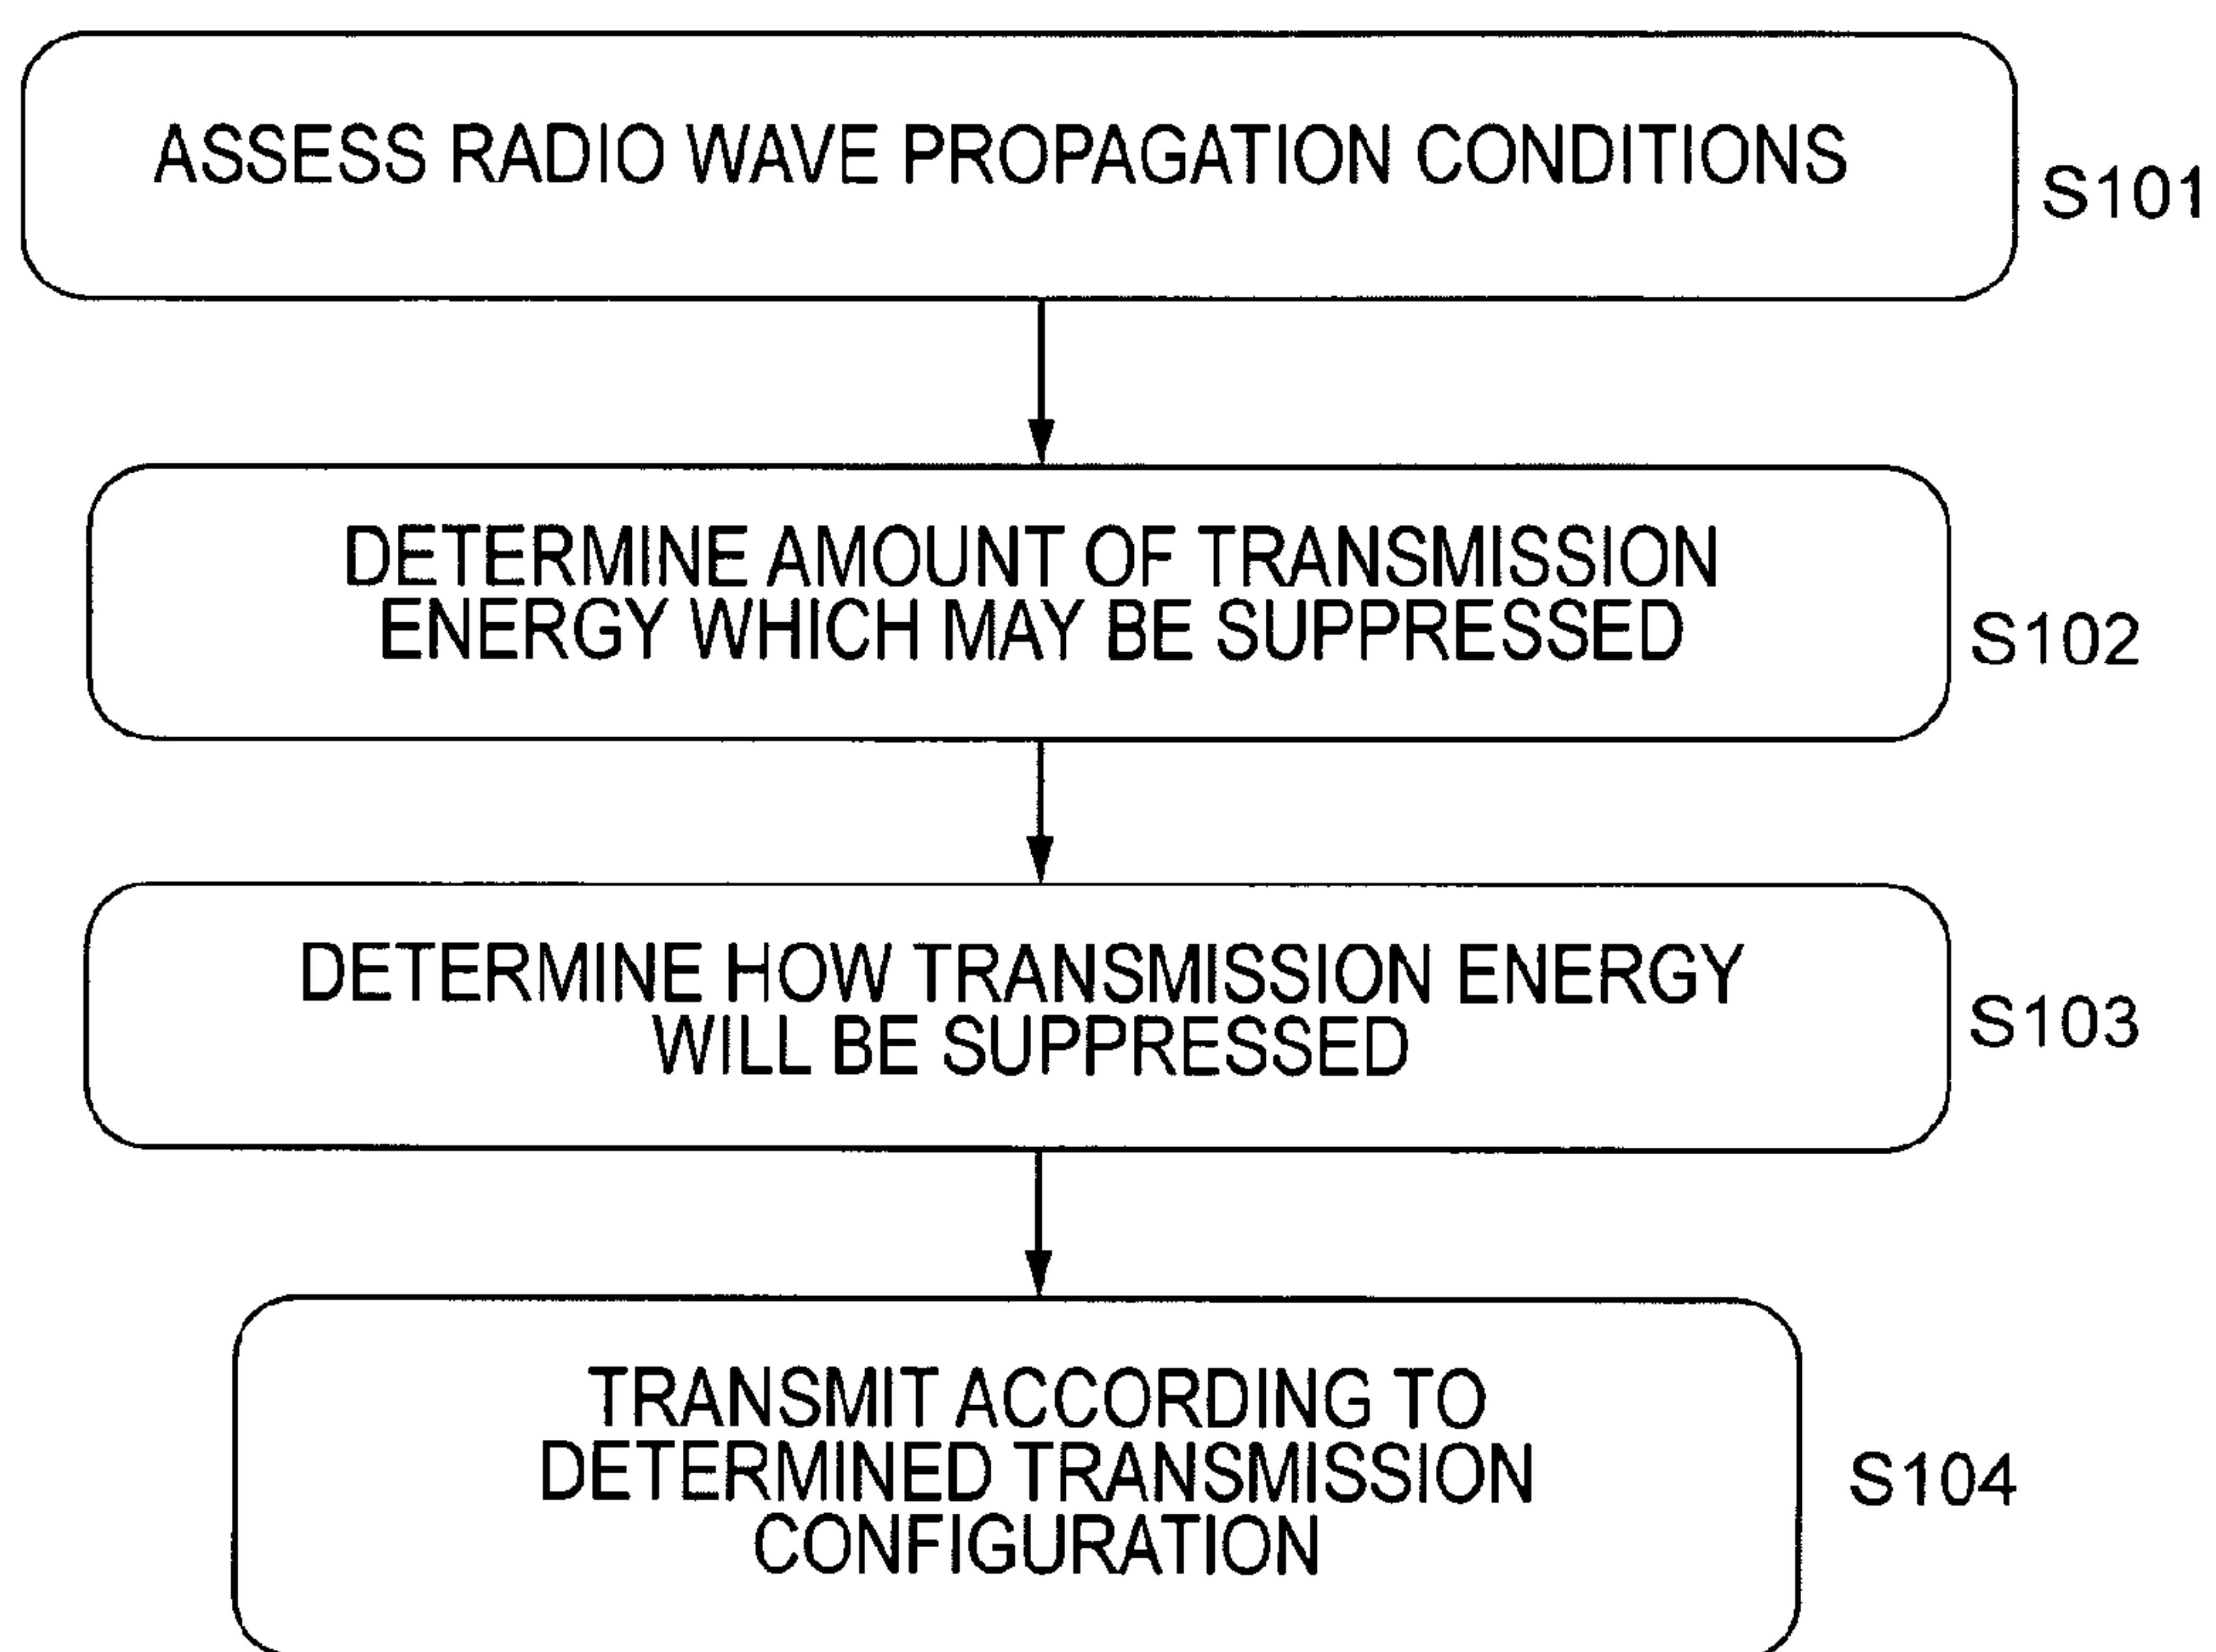 ASSESS RADIO WAVE PROPAGATION CONDITIONS
S101
DETERMINE AMOUNT OF TRANSMISSION
ENERGY WHICH MAY BE SUPPRESSED
S102
DETERMINE HOW TRANSMISSION ENERGY
WILL BE SUPPRESSED
S103
TRANSMIT ACCORDING TO
DETERMINED TRANSMISSION
CONFIGURATION
S104